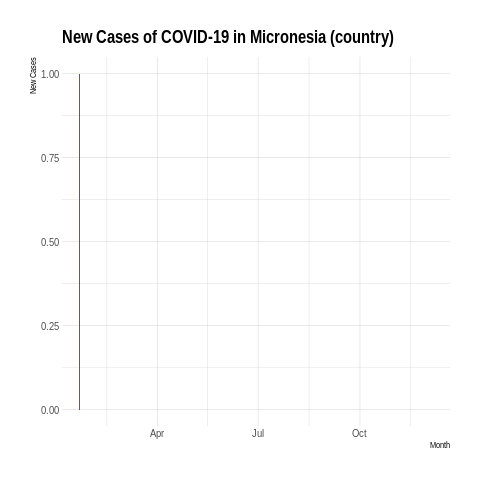 New Cases of COVID-19 in Micronesia (country)
New Cases
1.00
0.75
0.50
0.25
0.00
Apr Jul Oct
Month